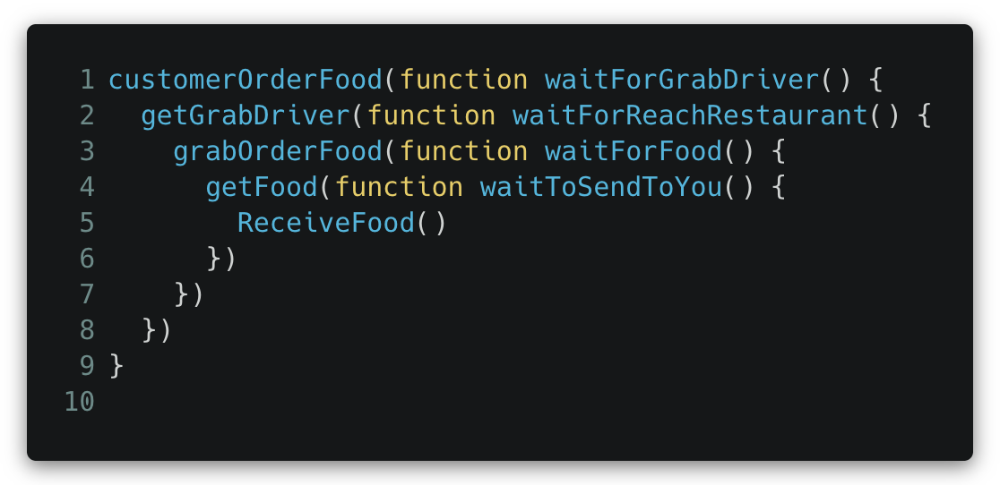 1 customerOrderFood(function waitForGrabDriver() {
2   getGrabDriver(function waitForReachRestaurant() {
3     grabOrderFood(function waitForFood() {
4       getFood(function waitToSendToYou() {
5         ReceiveFood()
6       })
7     })
8   })
9 }
10